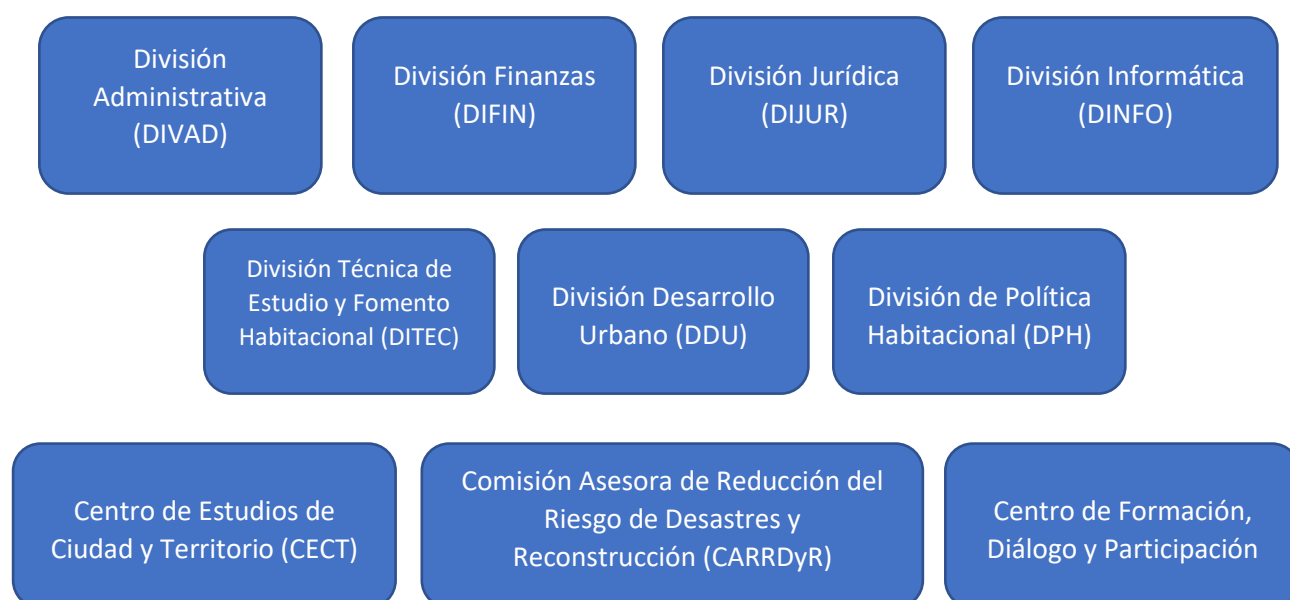 División
Administrativa
(DIVAD)
División Finanzas
(DIFIN)
División Jurídica
(DIJUR)
División Informática
(DINFO)
División Técnica de
Estudio y Fomento
Habitacional (DITEC)
División Desarrollo
Urbano (DDU)
División de Política
Habitacional (DPH)
Centro de Estudios de
Ciudad y Territorio (CECT)
Comisión Asesora de Reducción del
Riesgo de Desastres y
Reconstrucción (CARRDyR)
Centro de Formación,
Diálogo y Participación